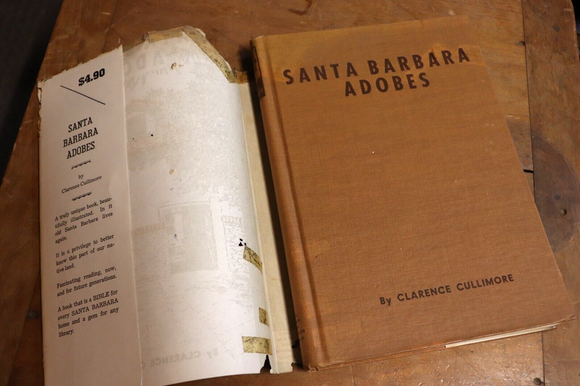 $4.90
SANTA
BARBARA
ADOBES
by
Clarence Cullimore
A truly unique book, beau-
tifully illustrated. In it
old Santa Barbara lives
again.
It is a privilege to better
know this part of our na-
tive land.
Fascinating reading, now,
and for future generations.
A book that is a BIBLE for
every SANTA BARBARA
home and a gem for any
library.
SANTA BARBARA
ADOBES
By CLARENCE CULLIMORE